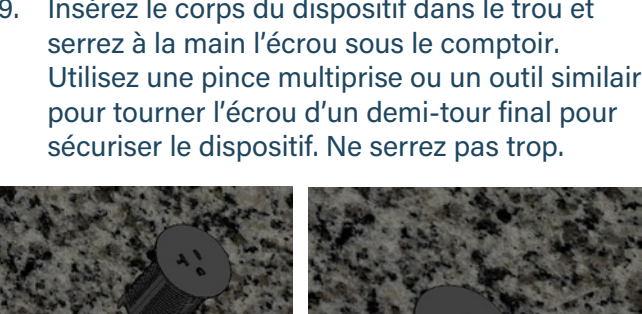 9. Insérez le corps du dispositif dans le trou et
serrez à la main l'écrou sous le comptoir.
Utilisez une pince multiprise ou un outil similair
pour tourner l'écrou d'un demi-tour final pour
sécuriser le dispositif. Ne serrez pas trop.